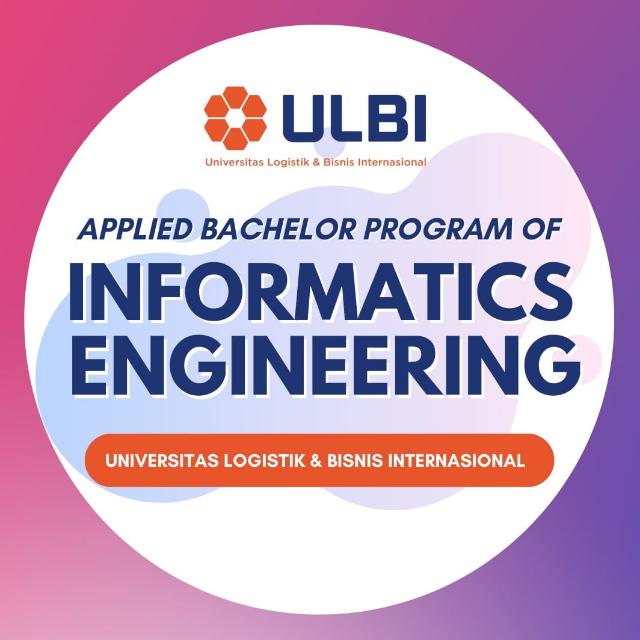 ULBI
Universitas Logistik & Bisnis Internasional
APPLIED BACHELOR PROGRAM OF
INFORMATICS
ENGINEERING
UNIVERSITAS LOGISTIK & BISNIS INTERNASIONAL